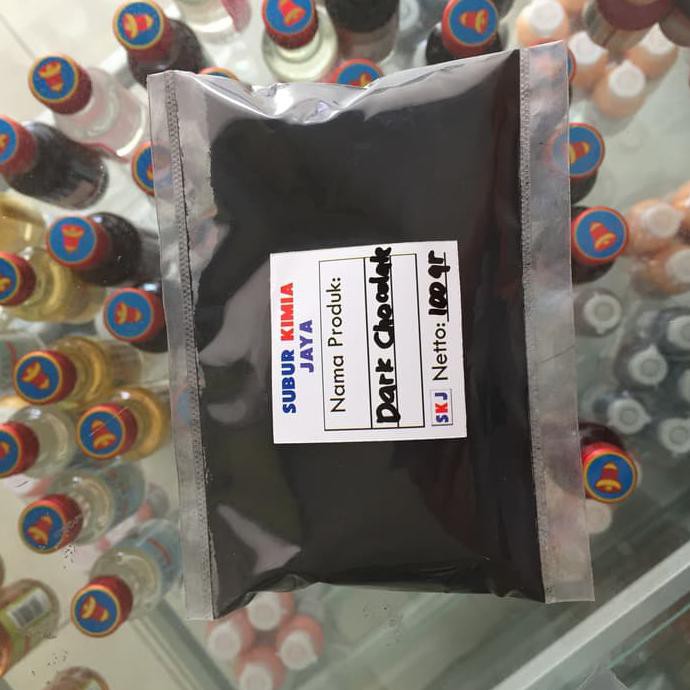 SUBUR KIMIA
JAYA
Nama Produk:
Dark Chocolate
SKJ Netto: 100 gr